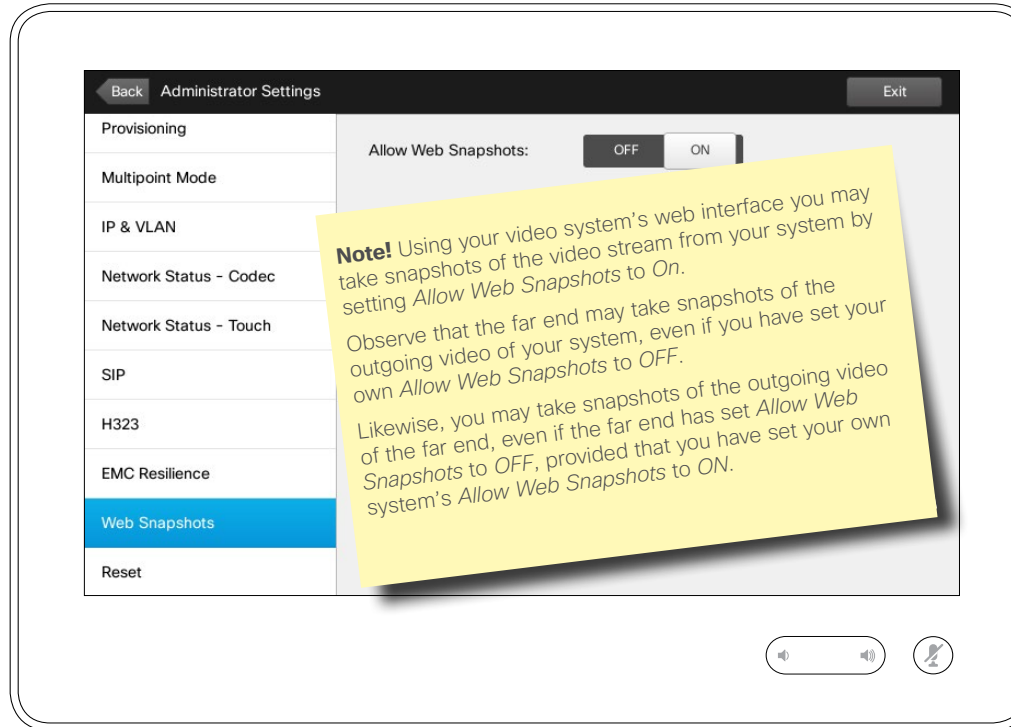 Back Administrator Settings Exit
Provisioning
Multipoint Mode
IP & VLAN
Network Status - Codec
Network Status - Touch
SIP
H323
EMC Resilience
Web Snapshots
Reset
Allow Web Snapshots: OFF ON
Note! Using your video system's web interface you may
take snapshots of the video stream from your system by
setting Allow Web Snapshots to On.
Observe that the far end may take snapshots of the
outgoing video of your system, even if you have set your
own Allow Web Snapshots to OFF.
Likewise, you may take snapshots of the outgoing video
of the far end, even if the far end has set Allow Web
Snapshots to OFF, provided that you have set your own
system's Allow Web Snapshots to ON.